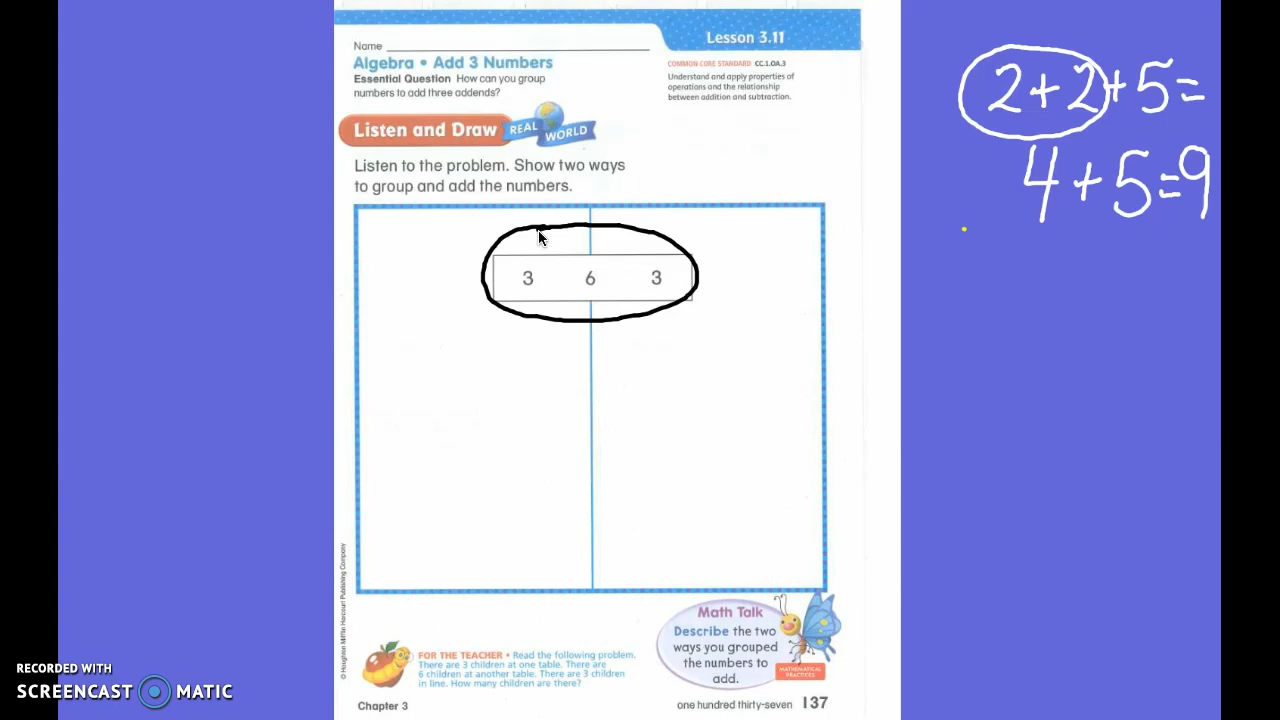 Lesson 3.11
Name
Algebra • Add 3 Numbers
Essential Question How can you group
numbers to add three addends?
COMMON CORE STANDARD CC.1.OA.3
Understand and apply properties of
operations and the relationship
between addition and subtraction.
Listen and Draw
REAL WORLD
Listen to the problem. Show two ways
to group and add the numbers.
3 6 3
2+2+5=
4+5=9
Math Talk
Describe the two
ways you grouped
the numbers to
add.
MATHEMATICAL
PRACTICES
FOR THE TEACHER • Read the following problem.
There are 3 children at one table. There are
6 children at another table. There are 3 children
in line. How many children are there?
© Houghton Mifflin Harcourt Publishing Company
Chapter 3
one hundred thirty-seven 137
RECORDED WITH
SCREENCAST MATIC